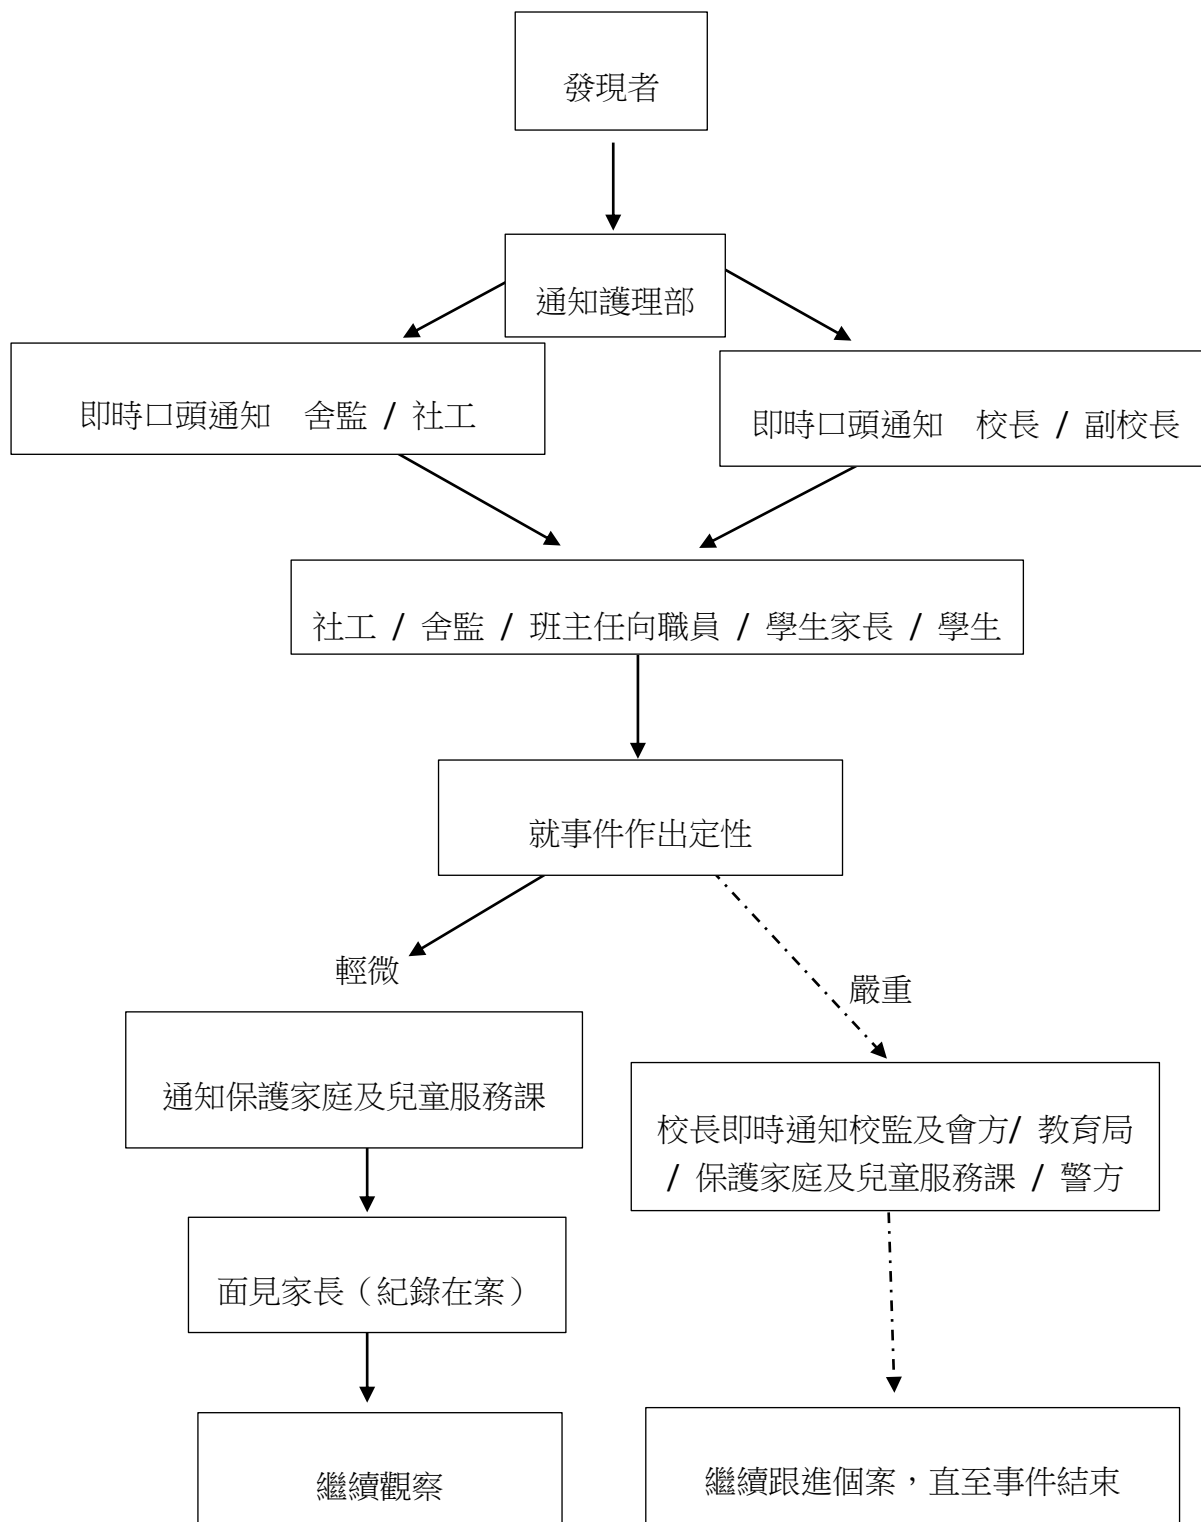 發現者
通知護理部
即時口頭通知　舍監 / 社工
即時口頭通知　校長 / 副校長
社工 / 舍監 / 班主任向職員 / 學生家長 / 學生
就事件作出定性
輕微
嚴重
通知保護家庭及兒童服務課
校長即時通知校監及會方/ 教育局
/ 保護家庭及兒童服務課 / 警方
面見家長（紀錄在案）
繼續觀察
繼續跟進個案，直至事件結束